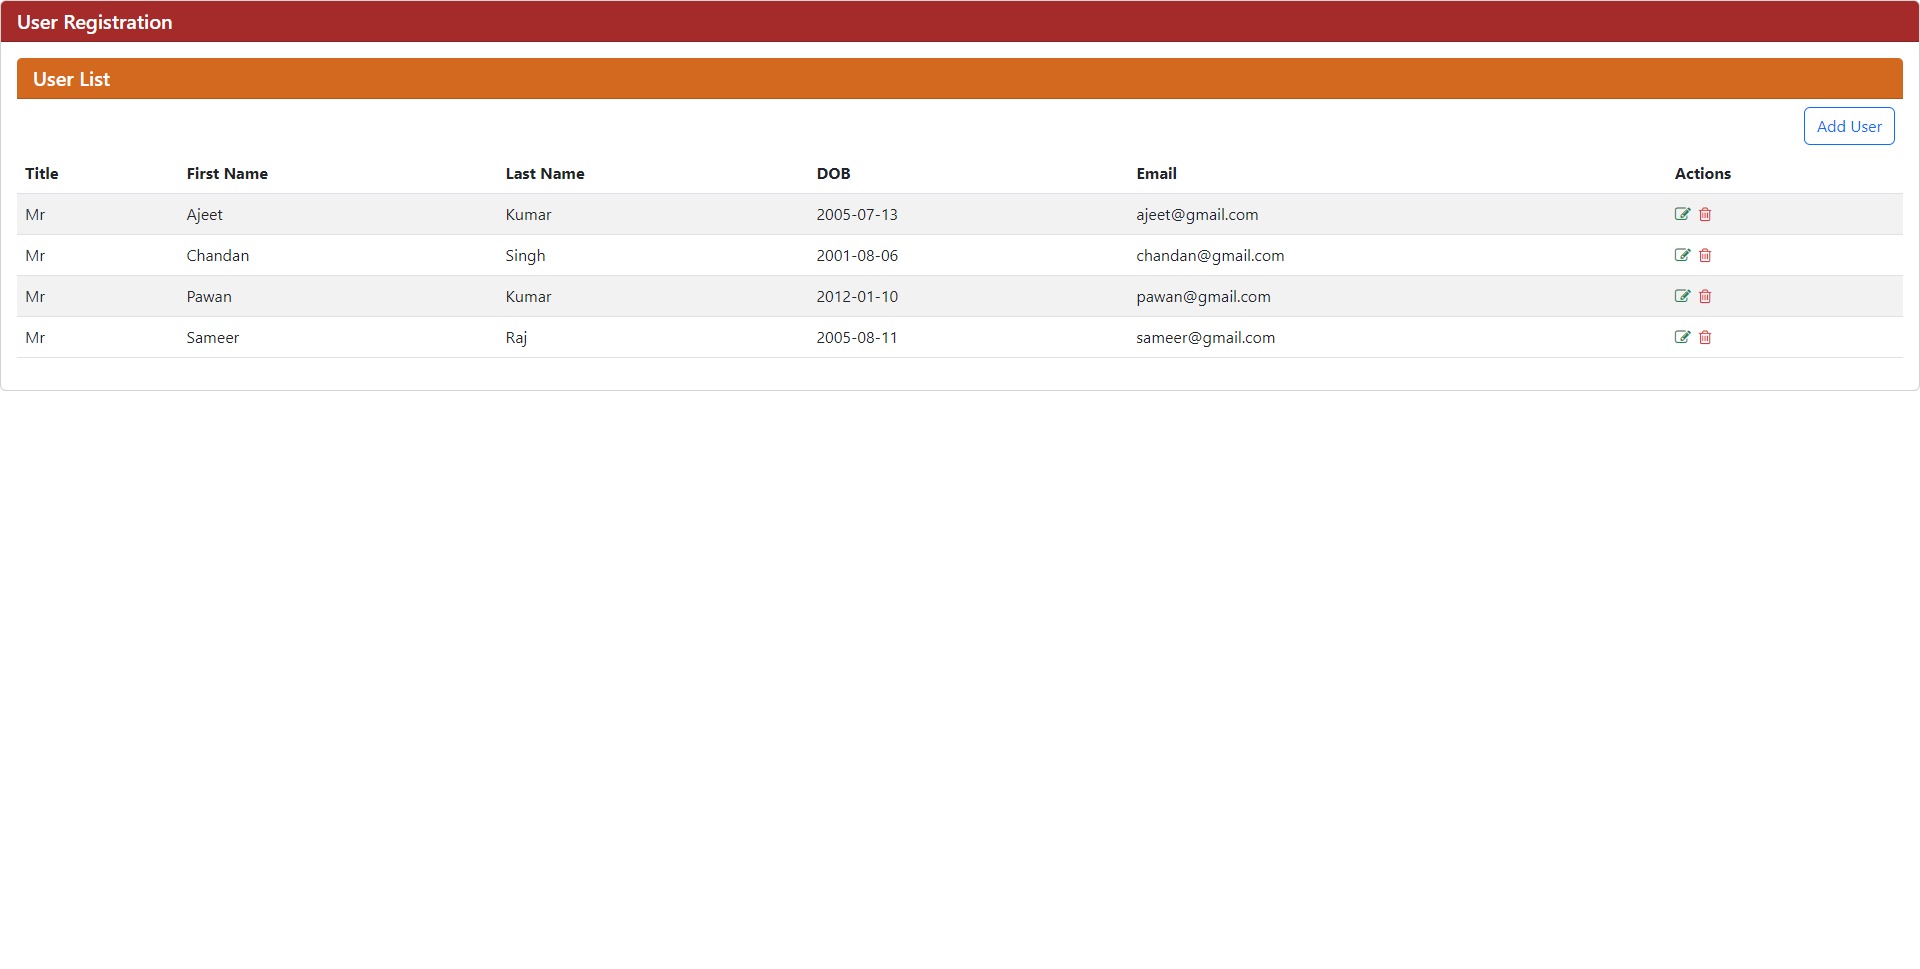 User Registration
User List
Add User
Title First Name Last Name DOB Email Actions
Mr Ajeet Kumar 2005-07-13 ajeet@gmail.com
Mr Chandan Singh 2001-08-06 chandan@gmail.com
Mr Pawan Kumar 2012-01-10 pawan@gmail.com
Mr Sameer Raj 2005-08-11 sameer@gmail.com